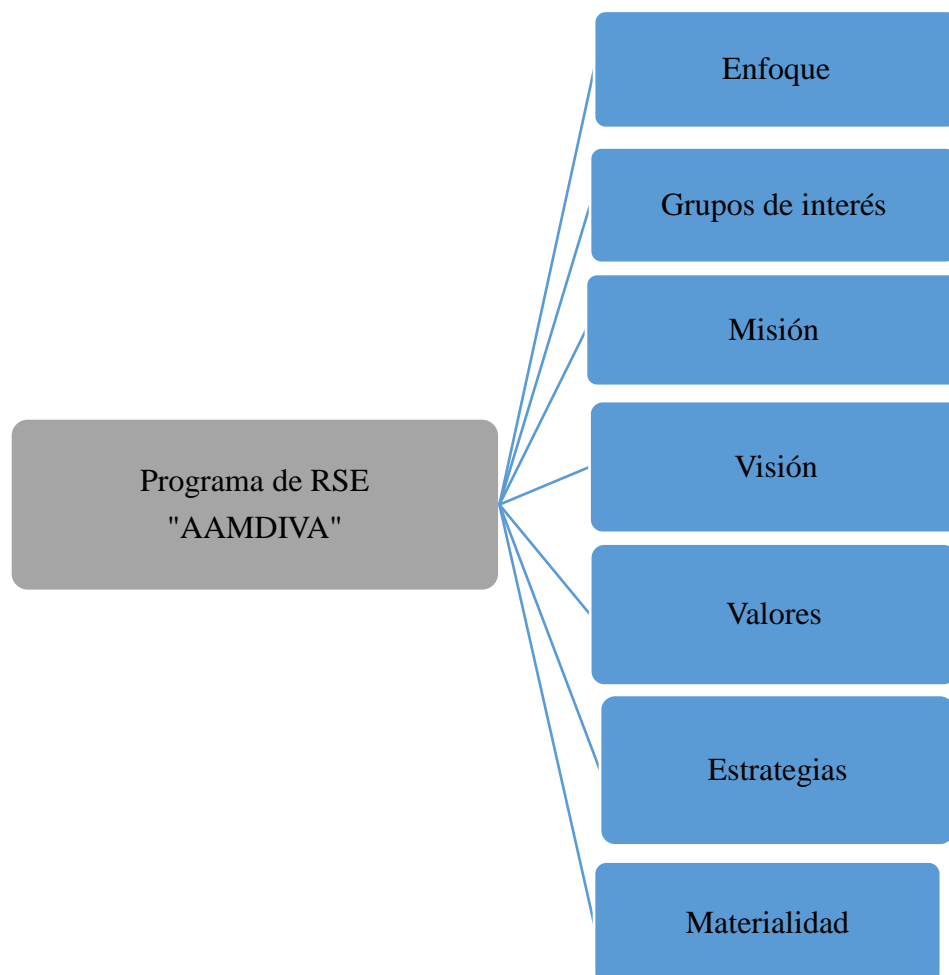 Enfoque
Grupos de interés
Misión
Programa de RSE
"AAMDIVA"
Visión
Valores
Estrategias
Materialidad